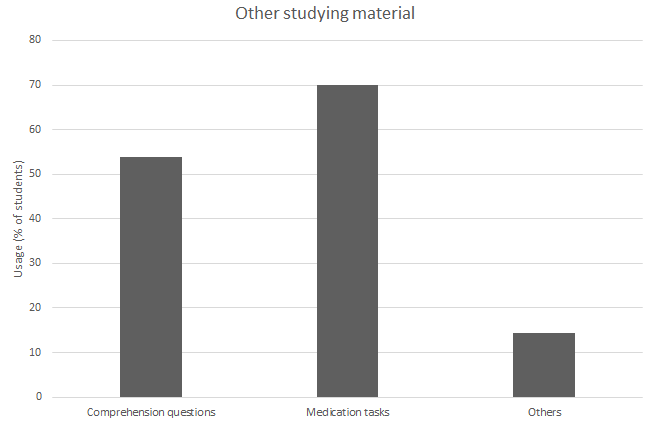 Other studying material
80
70
60
50
40
30
20
10
0
Usage (% of students)
Comprehension questions
Medication tasks
Others